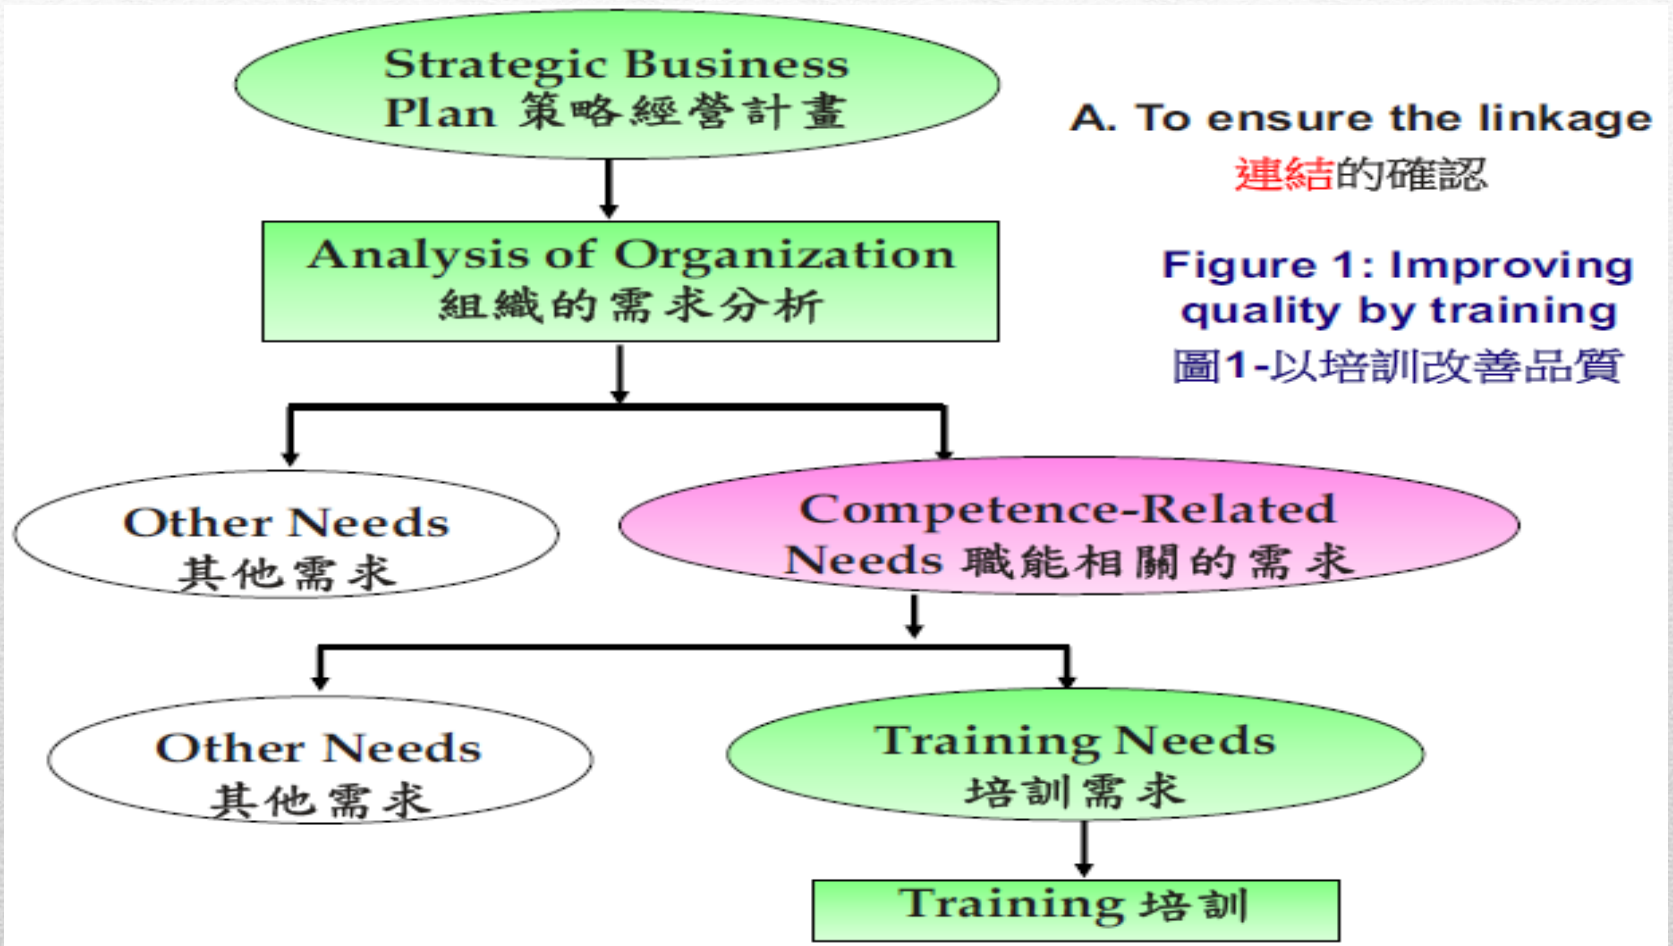 Strategic Business
Plan 策略經營計畫
A. To ensure the linkage
連結的確認
Analysis of Organization
組織的需求分析
Figure 1: Improving
quality by training
圖1-以培訓改善品質
Other Needs
其他需求
Competence-Related
Needs 職能相關的需求
Other Needs
其他需求
Training Needs
培訓需求
Training 培訓